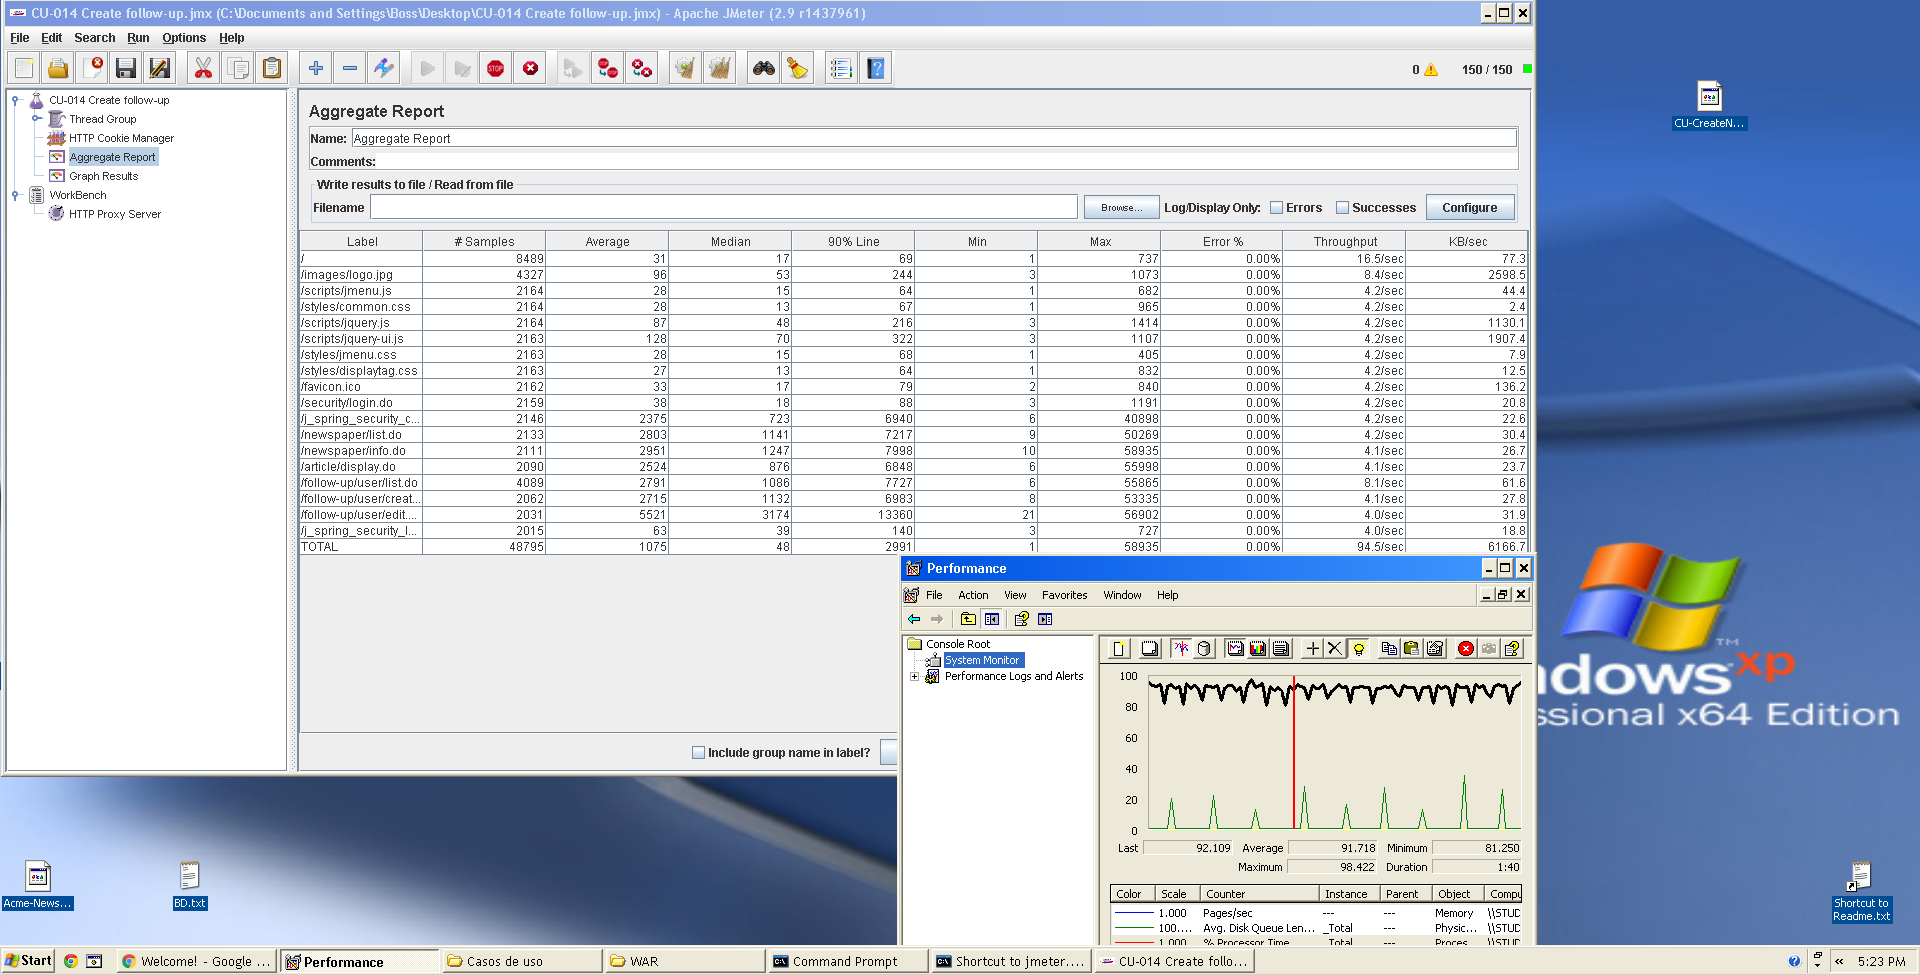 CU-014 Create follow-up.jmx (C:\Documents and Settings\Boss\Desktop\CU-014 Create follow-up.jmx) - Apache JMeter (2.9 r1437961)
File Edit Search Run Options Help
0 150 / 150
CU-014 Create follow-up
Thread Group
HTTP Cookie Manager
Aggregate Report
Graph Results
WorkBench
HTTP Proxy Server
Aggregate Report
Name: Aggregate Report
Comments:
Write results to file / Read from file
Filename Browse... Log/Display Only: Errors Successes Configure
Label # Samples Average Median 90% Line Min Max Error % Throughput KB/sec
/ 8489 31 17 69 1 737 0.00% 16.5/sec 77.3
/images/logo.jpg 4327 96 53 244 3 1073 0.00% 8.4/sec 2598.5
/scripts/jmenu.js 2164 28 15 64 1 682 0.00% 4.2/sec 44.4
/styles/common.css 2164 28 13 67 1 965 0.00% 4.2/sec 2.4
/scripts/jquery.js 2164 87 48 216 3 1414 0.00% 4.2/sec 1130.1
/scripts/jquery-ui.js 2163 128 70 322 3 1107 0.00% 4.2/sec 1907.4
/styles/jmenu.css 2163 28 15 68 1 405 0.00% 4.2/sec 7.9
/styles/displaytag.css 2163 27 13 64 1 832 0.00% 4.2/sec 12.5
/favicon.ico 2162 33 17 79 2 840 0.00% 4.2/sec 136.2
/security/login.do 2159 38 18 88 3 1191 0.00% 4.2/sec 20.8
/j_spring_security_c... 2146 2375 723 6940 6 40898 0.00% 4.2/sec 22.6
/newspaper/list.do 2133 2803 1141 7217 9 50269 0.00% 4.2/sec 30.4
/newspaper/info.do 2111 2951 1247 7998 10 58935 0.00% 4.1/sec 26.7
/article/display.do 2090 2524 876 6848 6 55998 0.00% 4.1/sec 23.7
/follow-up/user/list.do 4089 2791 1086 7727 6 55865 0.00% 8.1/sec 61.6
/follow-up/user/creat... 2062 2715 1132 6983 8 53335 0.00% 4.1/sec 27.8
/follow-up/user/edit.... 2031 5521 3174 13360 21 56902 0.00% 4.0/sec 31.9
/j_spring_security_l... 2015 63 39 140 3 727 0.00% 4.0/sec 18.8
TOTAL 48795 1075 48 2991 1 58935 0.00% 94.5/sec 6166.7
Include group name in label?
Performance
File Action View Favorites Window Help
Console Root
System Monitor
Performance Logs and Alerts
100
80
60
40
20
0
Last 92.109 Average 91.718 Minimum 81.250
Maximum 98.422 Duration 1:40
Color Scale Counter Instance Parent Object Compu
1.000 Pages/sec --- --- Memory \\STUD
100.... Avg. Disk Queue Len... _Total --- Physic... \\STUD
1.000 % Processor Time _Total --- Proces... \\STUD
CU-CreateN...
ndows xp TM
ssional x64 Edition
Acme-News...
BD.txt
Shortcut to
Readme.txt
Start Welcome! - Google ... Performance Casos de uso WAR Command Prompt Shortcut to jmeter.... CU-014 Create follo... « 5:23 PM